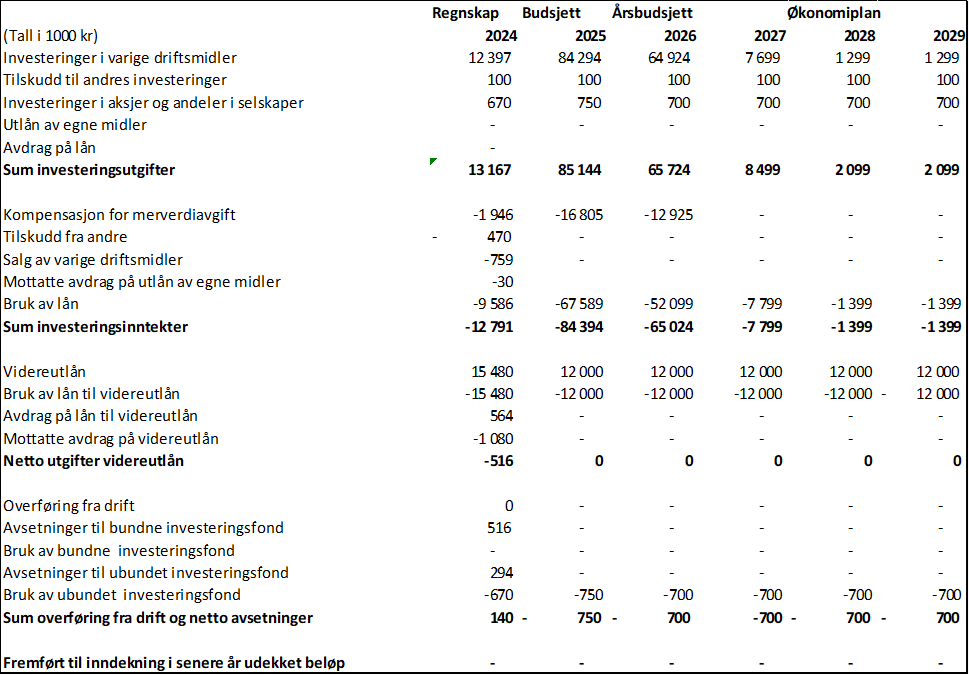 Regnskap Budsjett Årsbudsjett Økonomiplan
(Tall i 1000 kr) 2024 2025 2026 2027 2028 2029
Investeringer i varige driftsmidler 12 397 84 294 64 924 7 699 1 299 1 299
Tilskudd til andres investeringer 100 100 100 100 100 100
Investeringer i aksjer og andeler i selskaper 670 750 700 700 700 700
Utlån av egne midler - - - - - -
Avdrag på lån -
Sum investeringsutgifter 13 167 85 144 65 724 8 499 2 099 2 099
Kompensasjon for merverdiavgift -1 946 -16 805 -12 925 - - -
Tilskudd fra andre - 470 - - - - -
Salg av varige driftsmidler -759 - - - - -
Mottatte avdrag på utlån av egne midler -30
Bruk av lån -9 586 -67 589 -52 099 -7 799 -1 399 -1 399
Sum investeringsinntekter -12 791 -84 394 -65 024 -7 799 -1 399 -1 399
Videreutlån 15 480 12 000 12 000 12 000 12 000 12 000
Bruk av lån til videreutlån -15 480 -12 000 -12 000 -12 000 -12 000 - 12 000
Avdrag på lån til videreutlån 564 - - - - -
Mottatte avdrag på videreutlån -1 080 - - - - -
Netto utgifter videreutlån -516 0 0 0 0 0
Overføring fra drift 0 - - - - -
Avsetninger til bundne investeringsfond 516 - - - - -
Bruk av bundne investeringsfond - - - - - -
Avsetninger til ubundet investeringsfond 294 - - - - -
Bruk av ubundet investeringsfond -670 -750 -700 -700 -700 -700
Sum overføring fra drift og netto avsetninger 140 - 750 - 700 -700 - 700 - 700
Fremført til inndekning i senere år udekket beløp - - - - - -